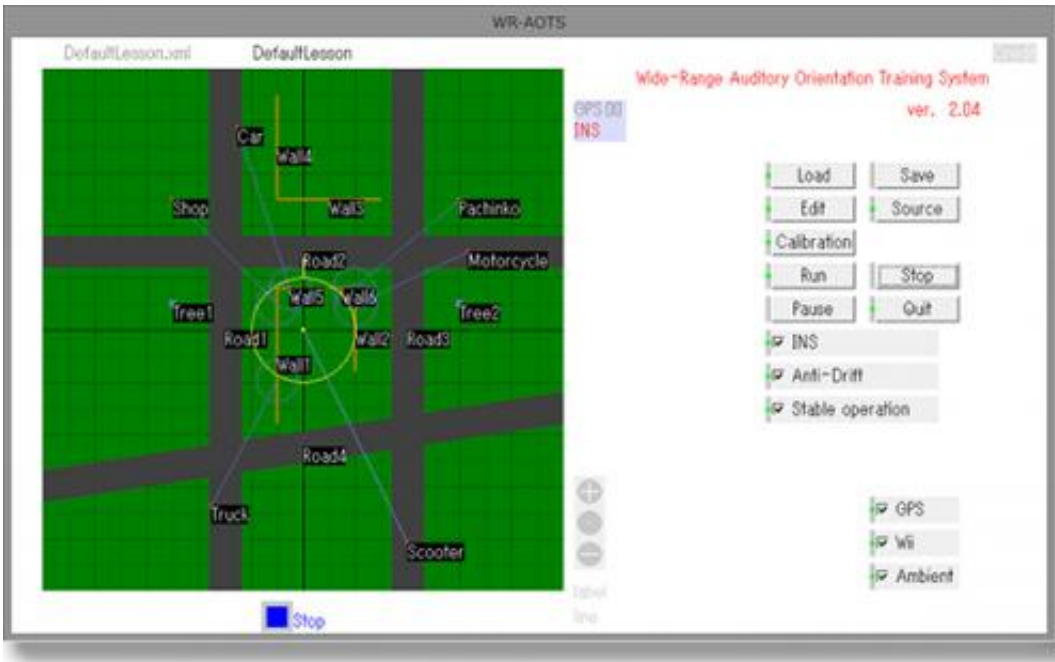 WR-AOTS
DefaultLesson.xml DefaultLesson
Wide-Range Auditory Orientation Training System
ver. 2.04
GPS
INS
Car
Wall4
Shop
Wall3
Pachinko
Road2
Motorcycle
Wall5
Wall6
Tree1
Tree2
Road1
Wall2
Road3
Wall1
Road4
Truck
Scooter
Load Save
Edit Source
Calibration
Run Stop
Pause Quit
INS
Anti-Drift
Stable operation
GPS
Wii
Ambient
label
line
Stop